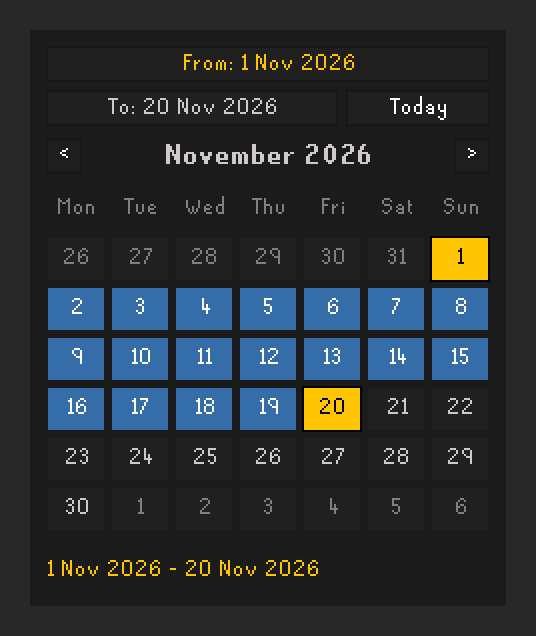 From: 1 Nov 2026
To: 20 Nov 2026 Today
< November 2026 >
Mon Tue Wed Thu Fri Sat Sun
26 27 28 29 30 31 1
2 3 4 5 6 7 8
9 10 11 12 13 14 15
16 17 18 19 20 21 22
23 24 25 26 27 28 29
30 1 2 3 4 5 6
1 Nov 2026 - 20 Nov 2026